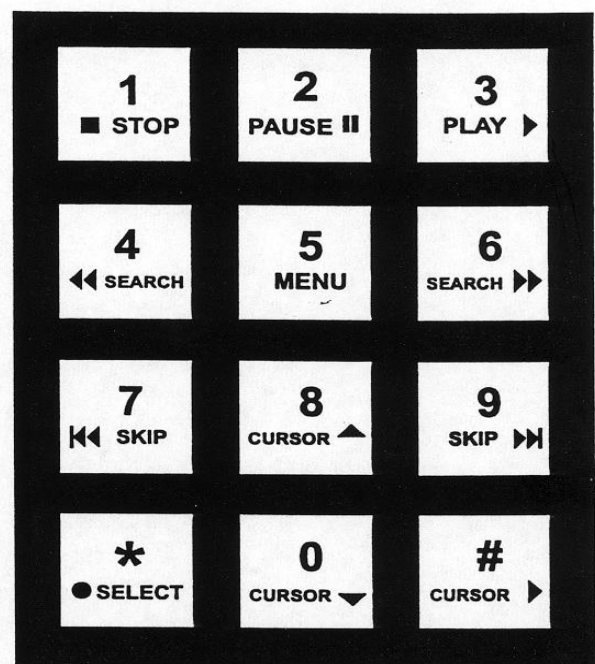 1
■ STOP
2
PAUSE ⏸
3
PLAY ▶
4
◀◀ SEARCH
5
MENU
6
SEARCH ▶▶
7
|◀◀ SKIP
8
CURSOR ▲
9
SKIP ▶▶|
*
● SELECT
0
CURSOR ▼
#
CURSOR ▶